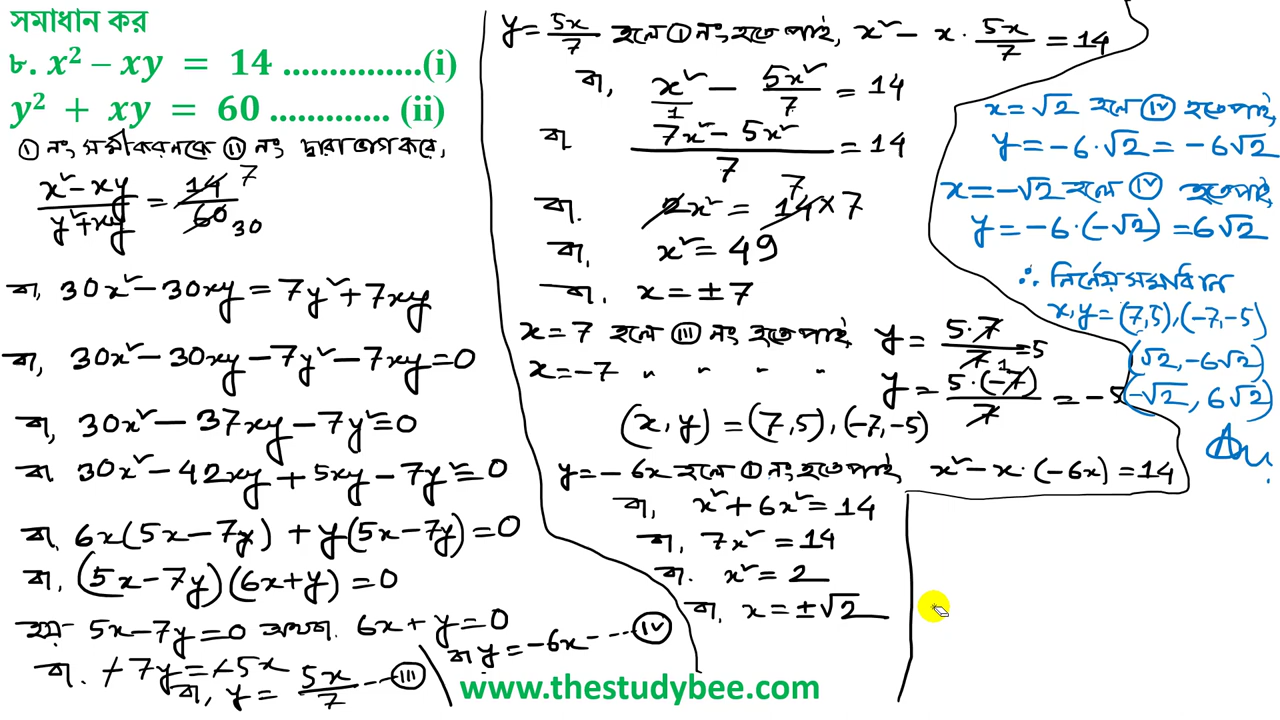 সমাধান কর
৮. x² – xy = 14 ...............(i)
y² + xy = 60 ............. (ii)
① নং সমীকরনকে ⑪ নং দ্বারা ভাগ করে,
x² - xy / y² + xy = 14 / 60 7 30
বা, 30x² - 30xy = 7y² + 7xy
বা, 30x² - 30xy - 7y² - 7xy = 0
বা, 30x² - 37xy - 7y² = 0
বা, 30x² - 42xy + 5xy - 7y² = 0
বা, 6x(5x - 7y) + y(5x - 7y) = 0
বা, (5x - 7y)(6x + y) = 0
হয় 5x - 7y = 0 অথবা, 6x + y = 0
বা, -7y = -5x
বা, y = 5x/7 --- (III)
বা y = -6x --- (IV)
y = 5x/7 হলে ① নং হতে পাই, x² - x · 5x/7 = 14
বা, x²/1 - 5x²/7 = 14
বা 7x² - 5x² / 7 = 14
বা, 2x² = 14 × 7 7
বা, x² = 49
বা, x = ± 7
x = 7 হলে (III) নং হতে পাই, y = 5·7/7 = 5
x = -7 " " " " y = 5·(-7)/7 = -5
(x, y) = (7, 5), (-7, -5)
y = - 6x হলে ① নং হতে পাই, x² - x · (-6x) = 14
বা, x² + 6x² = 14
বা, 7x² = 14
বা, x² = 2
বা, x = ±√2
x = √2 হলে (IV) হতে পাই,
y = -6·√2 = -6√2
x = -√2 হলে (IV) হতে পাই,
y = -6·(-√2) = 6√2
∴ নির্ণেয় সমাধান
x, y = (7, 5), (-7, -5)
(√2, -6√2)
(-√2, 6√2)
Ans.
www.thestudybee.com